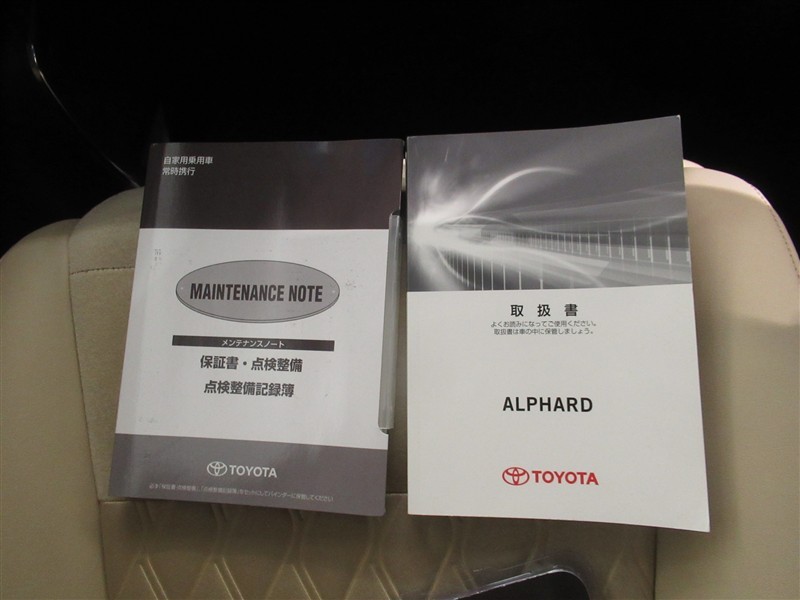 自家用乗用車
常時携行
MAINTENANCE NOTE
メンテナンスノート
保証書・点検整備
点検整備記録簿
TOYOTA
取扱書
よくお読みになってご使用ください。
取扱書は車の中に保管しましょう。
ALPHARD
TOYOTA